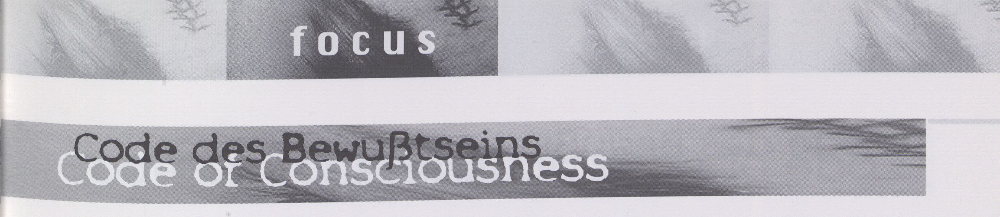 focus
Code des Bewußtseins
Code of Consciousness